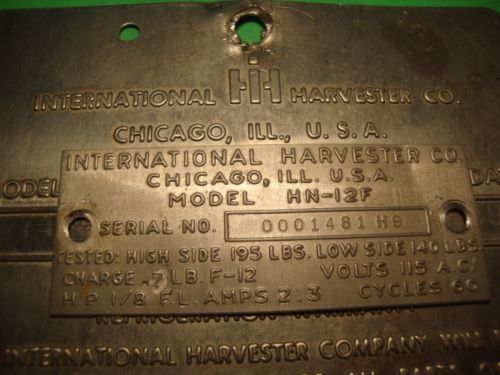 INTERNATIONAL IH HARVESTER CO.
CHICAGO, ILL., U.S.A.
INTERNATIONAL HARVESTER CO.
CHICAGO, ILL. U.S.A.
MODEL HN-12F
SERIAL NO. 0001481 H9
TESTED: HIGH SIDE 195 LBS. LOW SIDE 140 LBS.
CHARGE .7 LB. F-12 VOLTS 115 A.C.
H.P. 1/8 F.L. AMPS 2.3 CYCLES 60
REFRIGERATION WARRANTY
INTERNATIONAL HARVESTER COMPANY